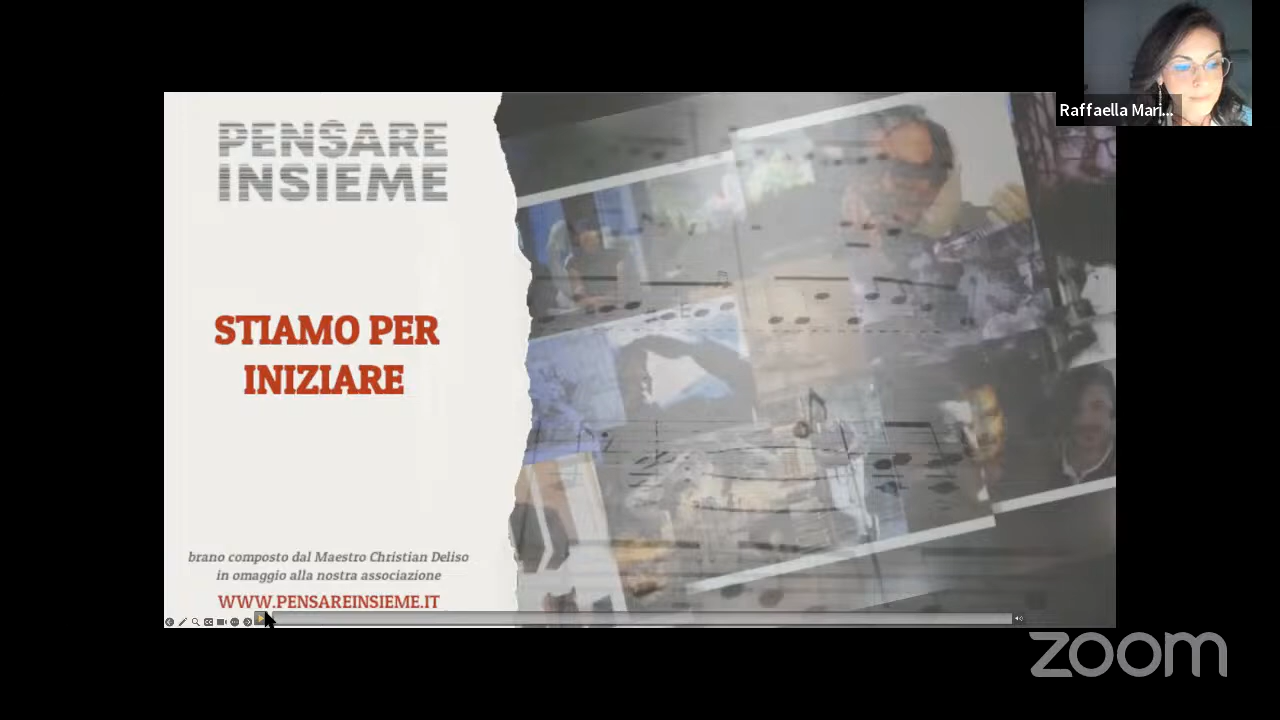 Raffaella Mari...
PENSARE
INSIEME
STIAMO PER
INIZIARE
brano composto dal Maestro Christian Deliso
in omaggio alla nostra associazione
WWW.PENSAREINSIEME.IT
zoom